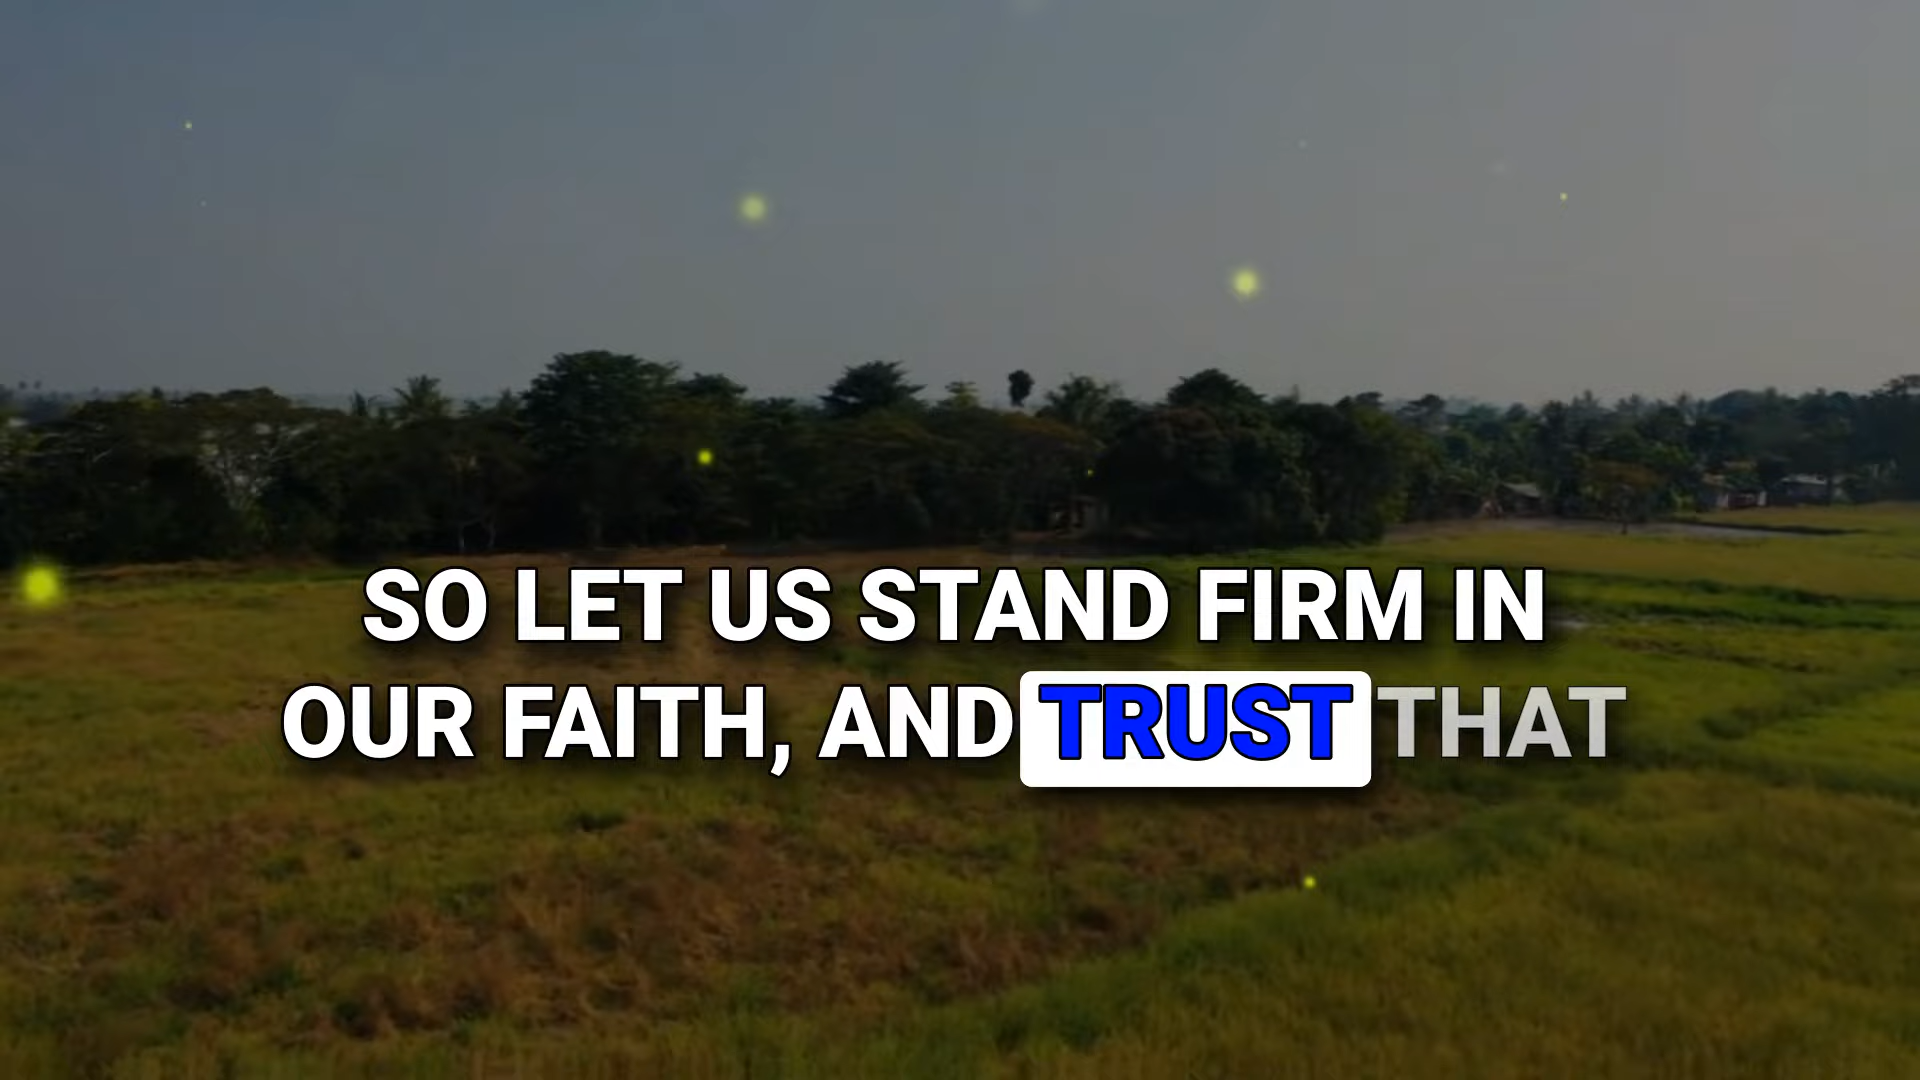 SO LET US STAND FIRM IN
OUR FAITH, AND TRUST THAT